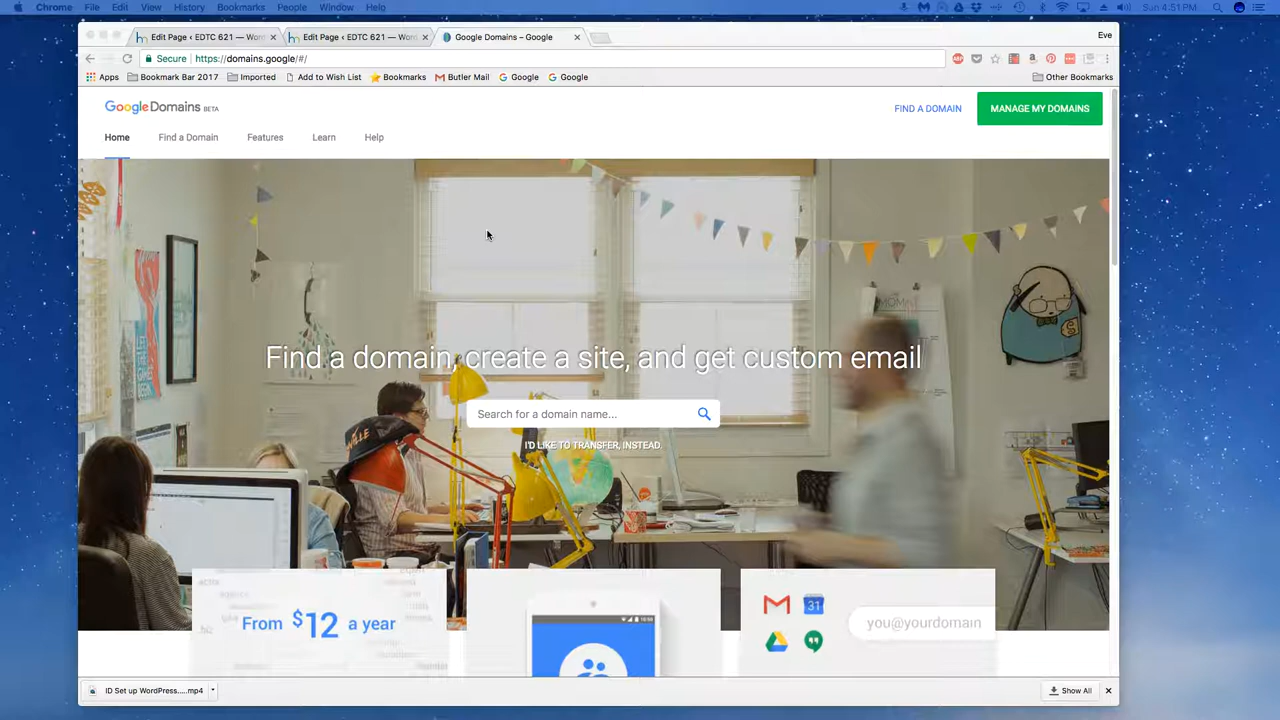 Chrome File Edit View History Bookmarks People Window Help Sun 4:51 PM
Edit Page ‹ EDTC 621 — Wor
Edit Page ‹ EDTC 621 — Wor
Google Domains – Google
Eve
Secure https://domains.google/#/
Apps Bookmark Bar 2017 Imported Add to Wish List Bookmarks Butler Mail Google Google Other Bookmarks
Google Domains BETA
FIND A DOMAIN
MANAGE MY DOMAINS
Home Find a Domain Features Learn Help
Find a domain, create a site, and get custom email
Search for a domain name...
I'D LIKE TO TRANSFER, INSTEAD.
From $12 a year
31
you@yourdomain
ID Set up WordPress.....mp4
Show All